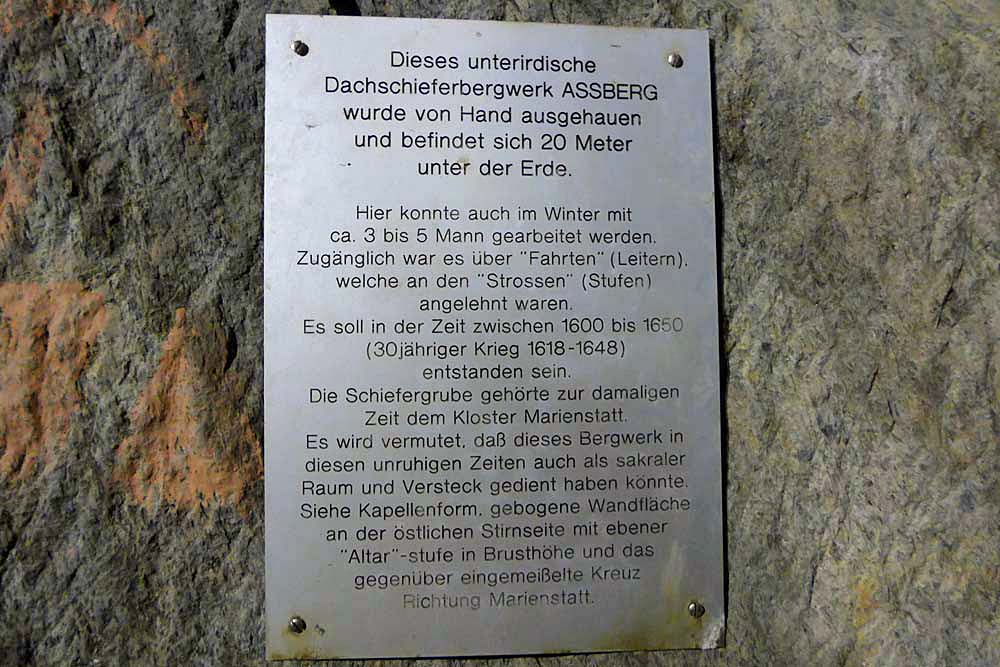 Dieses unterirdische
Dachschieferbergwerk ASSBERG
wurde von Hand ausgehauen
und befindet sich 20 Meter
unter der Erde.
Hier konnte auch im Winter mit
ca. 3 bis 5 Mann gearbeitet werden.
Zugänglich war es über "Fahrten" (Leitern),
welche an den "Strossen" (Stufen)
angelehnt waren.
Es soll in der Zeit zwischen 1600 bis 1650
(30jähriger Krieg 1618-1648)
entstanden sein.
Die Schiefergrube gehörte zur damaligen
Zeit dem Kloster Marienstatt.
Es wird vermutet, daß dieses Bergwerk in
diesen unruhigen Zeiten auch als sakraler
Raum und Versteck gedient haben könnte.
Siehe Kapellenform, gebogene Wandfläche
an der östlichen Stirnseite mit ebener
"Altar"-stufe in Brusthöhe und das
gegenüber eingemeißelte Kreuz
Richtung Marienstatt.